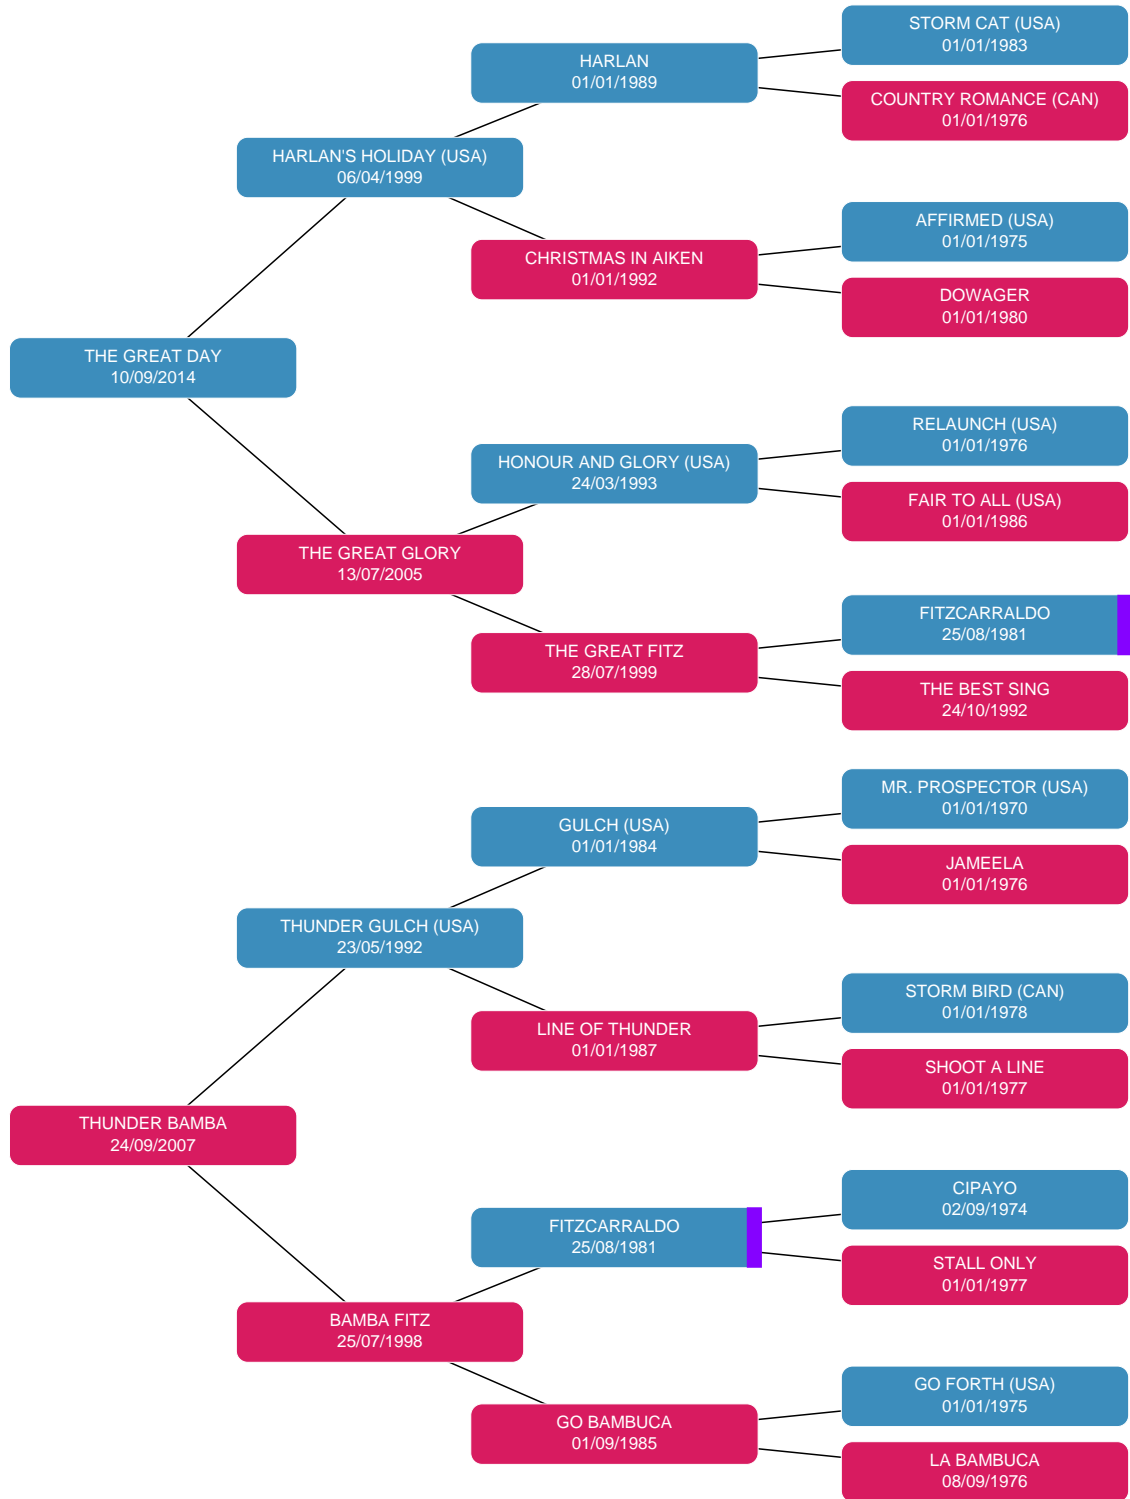 STORM CAT (USA)
01/01/1983
HARLAN
01/01/1989
COUNTRY ROMANCE (CAN)
01/01/1976
HARLAN'S HOLIDAY (USA)
06/04/1999
AFFIRMED (USA)
01/01/1975
CHRISTMAS IN AIKEN
01/01/1992
DOWAGER
01/01/1980
THE GREAT DAY
10/09/2014
RELAUNCH (USA)
01/01/1976
HONOUR AND GLORY (USA)
24/03/1993
FAIR TO ALL (USA)
01/01/1986
THE GREAT GLORY
13/07/2005
FITZCARRALDO
25/08/1981
THE GREAT FITZ
28/07/1999
THE BEST SING
24/10/1992
MR. PROSPECTOR (USA)
01/01/1970
GULCH (USA)
01/01/1984
JAMEELA
01/01/1976
THUNDER GULCH (USA)
23/05/1992
STORM BIRD (CAN)
01/01/1978
LINE OF THUNDER
01/01/1987
SHOOT A LINE
01/01/1977
THUNDER BAMBA
24/09/2007
CIPAYO
02/09/1974
FITZCARRALDO
25/08/1981
STALL ONLY
01/01/1977
BAMBA FITZ
25/07/1998
GO FORTH (USA)
01/01/1975
GO BAMBUCA
01/09/1985
LA BAMBUCA
08/09/1976